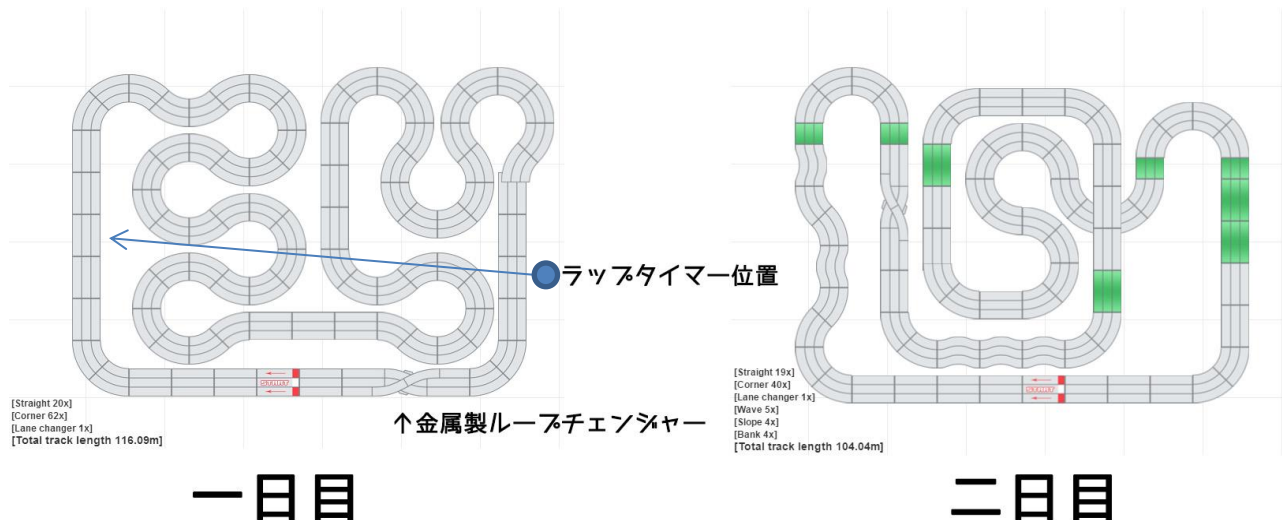 ラップタイマー位置
START
[Straight 20x]
[Corner 62x]
[Lane changer 1x]
[Total track length 116.09m]
↑金属製ループチェンジャー
一日目
START
[Straight 19x]
[Corner 40x]
[Lane changer 1x]
[Wave 5x]
[Slope 4x]
[Bank 4x]
[Total track length 104.04m]
二日目